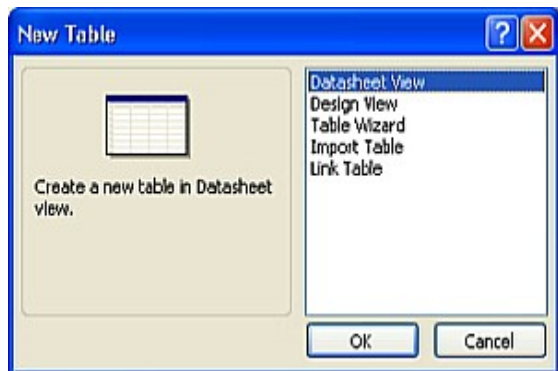 New Table
Create a new table in Datasheet
view.
Datasheet View
Design View
Table Wizard
Import Table
Link Table
OK
Cancel